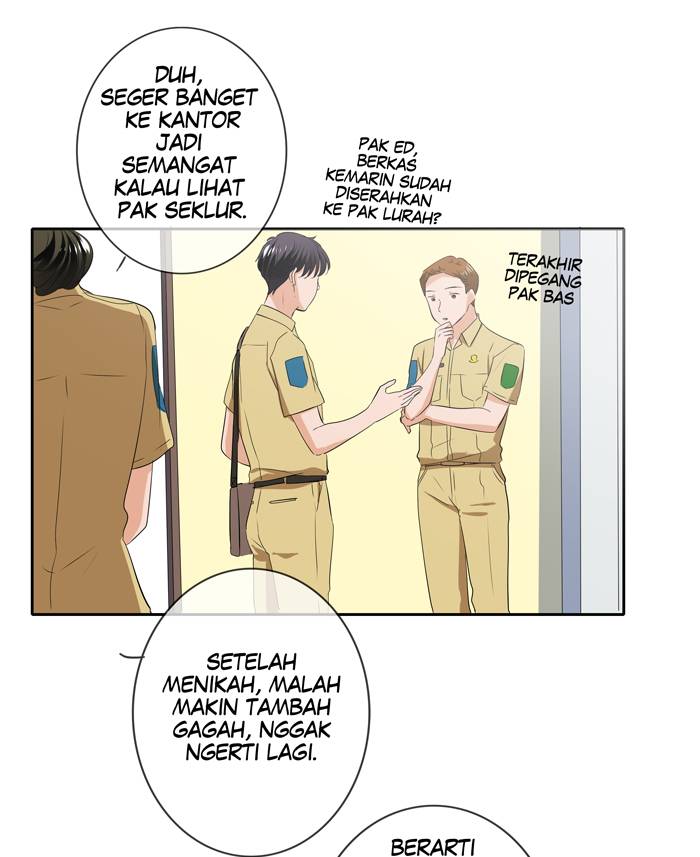 DUH,
SEGER BANGET
KE KANTOR
JADI
SEMANGAT
KALAU LIHAT
PAK SEKLUR.
PAK ED,
BERKAS
KEMARIN SUDAH
DISERAHKAN
KE PAK LURAH?
TERAKHIR
DIPEGANG
PAK BAS
SETELAH
MENIKAH, MALAH
MAKIN TAMBAH
GAGAH, NGGAK
NGERTI LAGI.
BERARTI